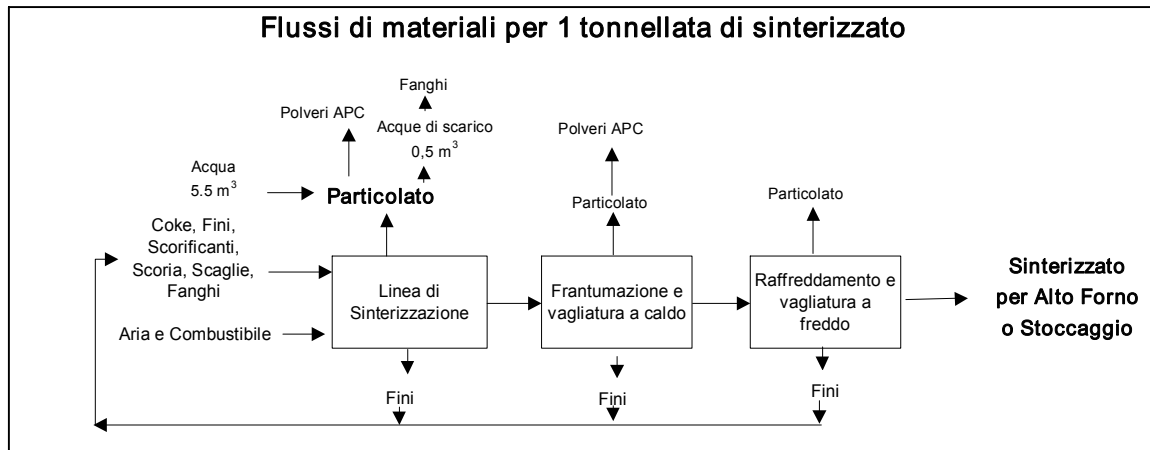 Flussi di materiali per 1 tonnellata di sinterizzato
Fanghi
Polveri APC
Acque di scarico
0,5 m³
Polveri APC
Acqua
5.5 m³
Particolato
Particolato
Particolato
Coke, Fini,
Scorificanti,
Scoria, Scaglie,
Fanghi
Aria e Combustibile
Linea di
Sinterizzazione
Frantumazione e
vagliatura a caldo
Raffreddamento e
vagliatura a
freddo
Sinterizzato
per Alto Forno
o Stoccaggio
Fini
Fini
Fini